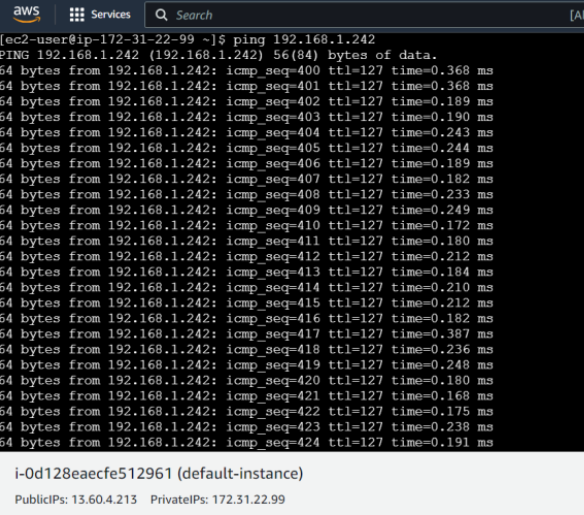 aws Services Search [Al
[ec2-user@ip-172-31-22-99 ~]$ ping 192.168.1.242
PING 192.168.1.242 (192.168.1.242) 56(84) bytes of data.
64 bytes from 192.168.1.242: icmp_seq=400 ttl=127 time=0.368 ms
64 bytes from 192.168.1.242: icmp_seq=401 ttl=127 time=0.368 ms
64 bytes from 192.168.1.242: icmp_seq=402 ttl=127 time=0.189 ms
64 bytes from 192.168.1.242: icmp_seq=403 ttl=127 time=0.190 ms
64 bytes from 192.168.1.242: icmp_seq=404 ttl=127 time=0.243 ms
64 bytes from 192.168.1.242: icmp_seq=405 ttl=127 time=0.244 ms
64 bytes from 192.168.1.242: icmp_seq=406 ttl=127 time=0.189 ms
64 bytes from 192.168.1.242: icmp_seq=407 ttl=127 time=0.182 ms
64 bytes from 192.168.1.242: icmp_seq=408 ttl=127 time=0.233 ms
64 bytes from 192.168.1.242: icmp_seq=409 ttl=127 time=0.249 ms
64 bytes from 192.168.1.242: icmp_seq=410 ttl=127 time=0.172 ms
64 bytes from 192.168.1.242: icmp_seq=411 ttl=127 time=0.180 ms
64 bytes from 192.168.1.242: icmp_seq=412 ttl=127 time=0.212 ms
64 bytes from 192.168.1.242: icmp_seq=413 ttl=127 time=0.184 ms
64 bytes from 192.168.1.242: icmp_seq=414 ttl=127 time=0.210 ms
64 bytes from 192.168.1.242: icmp_seq=415 ttl=127 time=0.212 ms
64 bytes from 192.168.1.242: icmp_seq=416 ttl=127 time=0.182 ms
64 bytes from 192.168.1.242: icmp_seq=417 ttl=127 time=0.387 ms
64 bytes from 192.168.1.242: icmp_seq=418 ttl=127 time=0.236 ms
64 bytes from 192.168.1.242: icmp_seq=419 ttl=127 time=0.248 ms
64 bytes from 192.168.1.242: icmp_seq=420 ttl=127 time=0.180 ms
64 bytes from 192.168.1.242: icmp_seq=421 ttl=127 time=0.168 ms
64 bytes from 192.168.1.242: icmp_seq=422 ttl=127 time=0.175 ms
64 bytes from 192.168.1.242: icmp_seq=423 ttl=127 time=0.238 ms
64 bytes from 192.168.1.242: icmp_seq=424 ttl=127 time=0.191 ms
i-0d128eaecfe512961 (default-instance)
PublicIPs: 13.60.4.213 PrivateIPs: 172.31.22.99